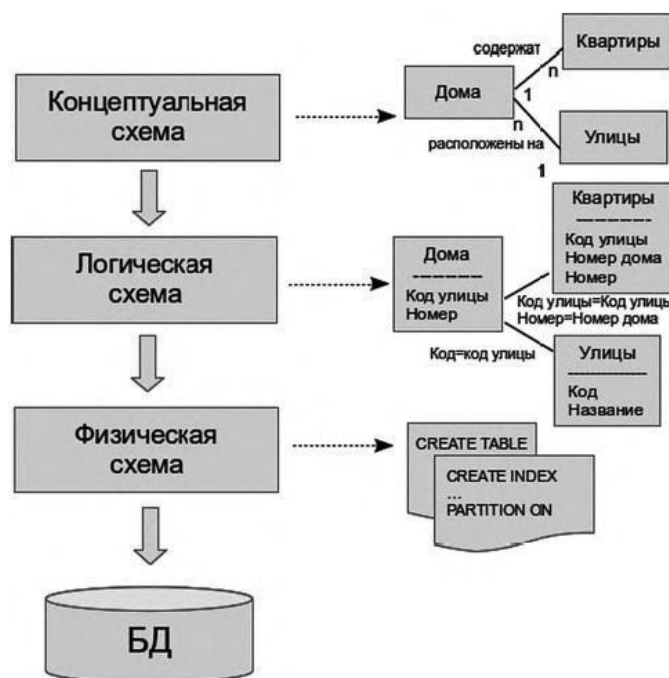 Концептуальная
схема
содержат
Квартиры
n
1
Дома
n
расположены на
1
Улицы
Логическая
схема
Дома
---------------
Код улицы
Номер
Квартиры
---------------
Код улицы
Номер дома
Номер
Код улицы=Код улицы
Номер=Номер дома
Код=код улицы
Улицы
Код
Название
Физическая
схема
CREATE TABLE
CREATE INDEX
...
PARTITION ON
БД